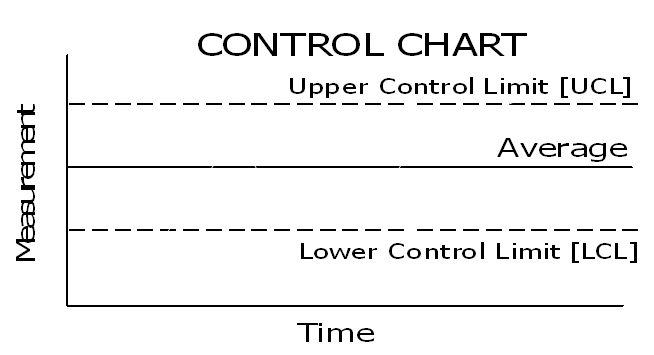 CONTROL CHART
Upper Control Limit [UCL]
Measurement
Average
Lower Control Limit [LCL]
Time